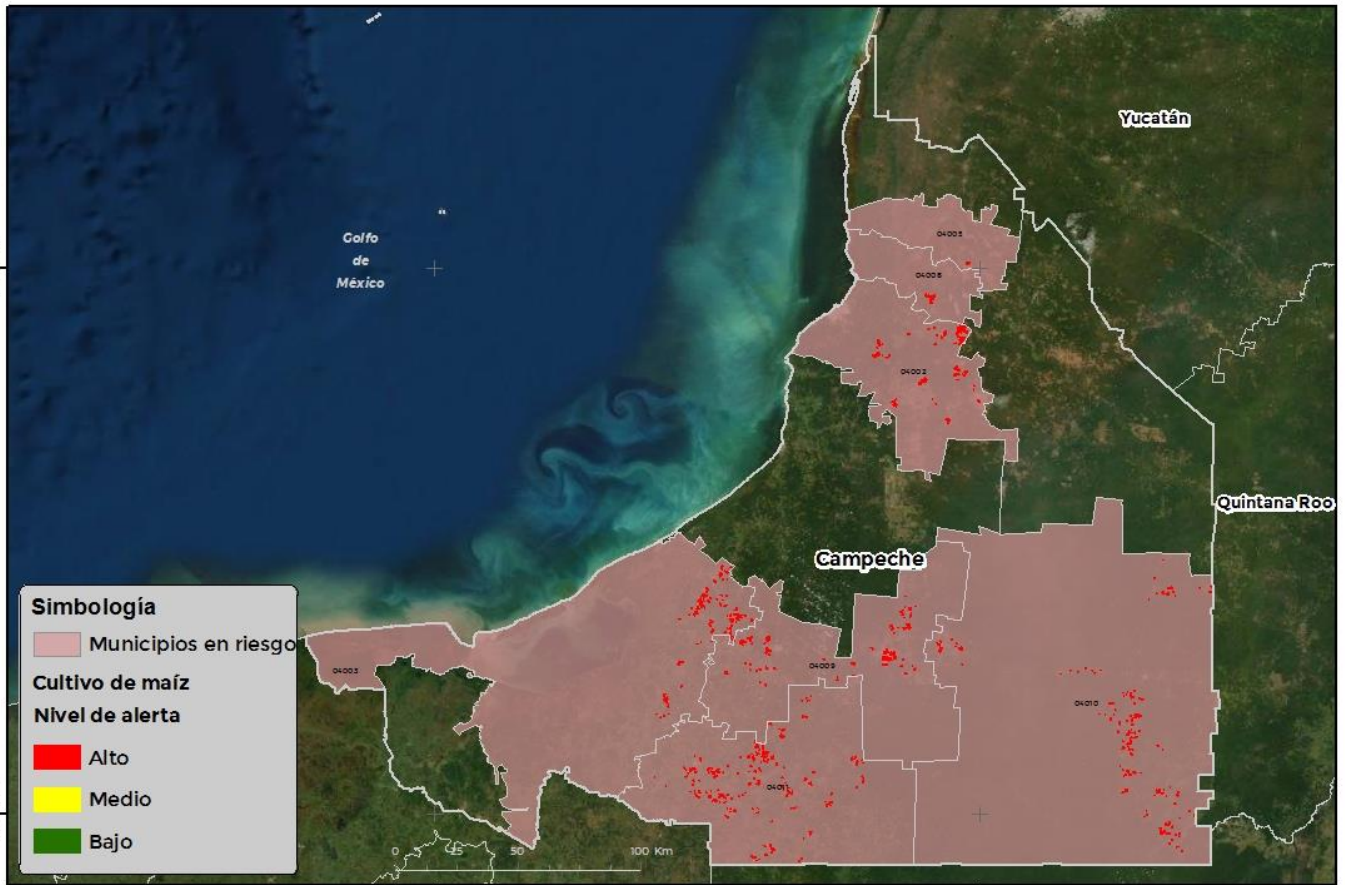 Yucatán
04005
Golfo
de
México
04008
04002
Quintana Roo
Campeche
Simbología
Municipios en riesgo
Cultivo de maíz
Nivel de alerta
Alto
Medio
Bajo
04003
04009
04010
04011
0 25 50 100 Km